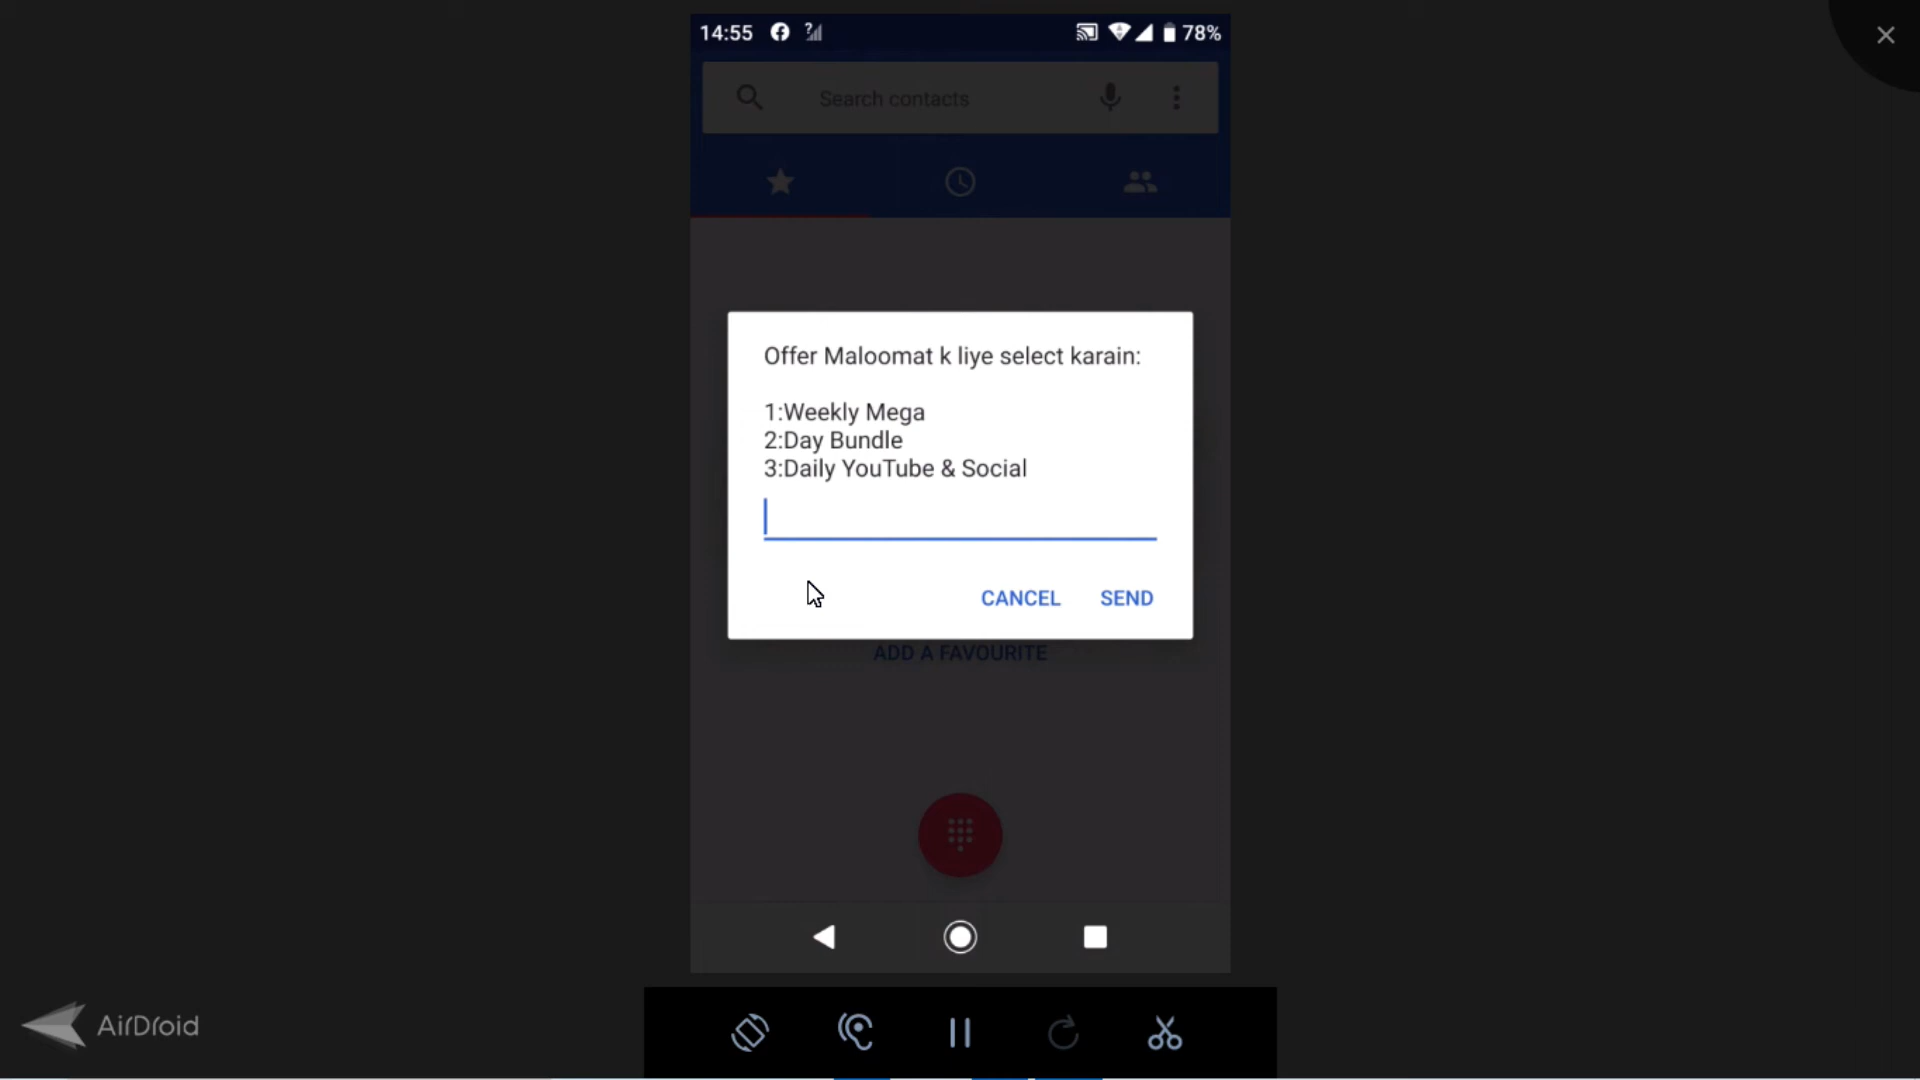 14:55
78%
Search contacts
Offer Maloomat k liye select karain:
1:Weekly Mega
2:Day Bundle
3:Daily YouTube & Social
CANCEL SEND
ADD A FAVOURITE
AirDroid